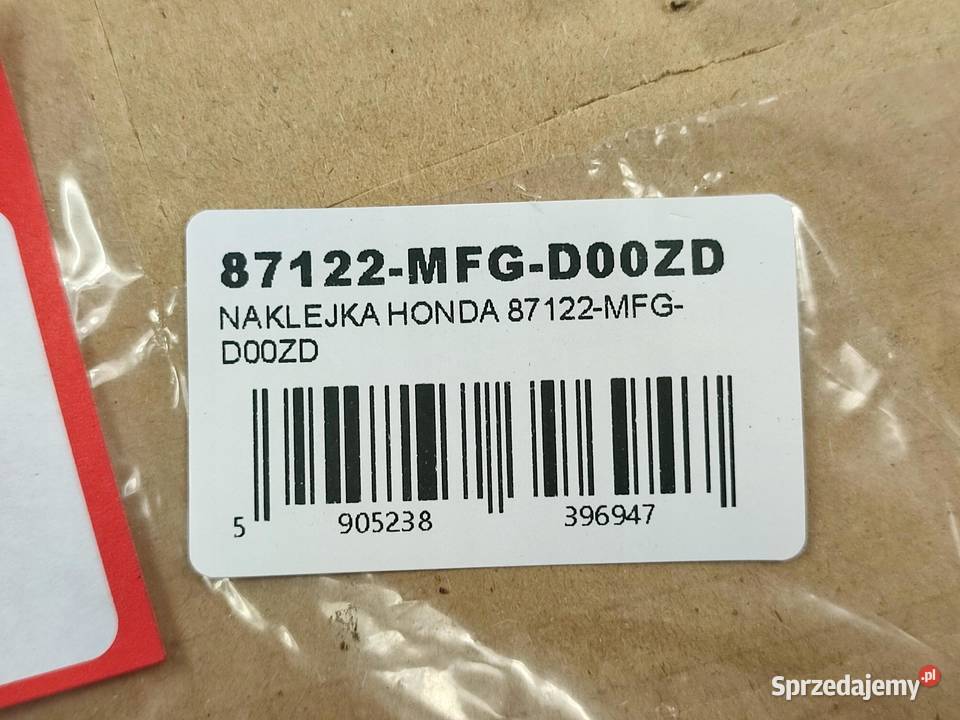 87122-MFG-D00ZD
NAKLEJKA HONDA 87122-MFG-
D00ZD
5 905238 396947
Sprzedajemy.pl